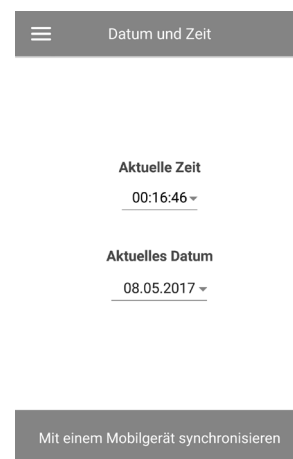 Datum und Zeit
Aktuelle Zeit
00:16:46
Aktuelles Datum
08.05.2017
Mit einem Mobilgerät synchronisieren